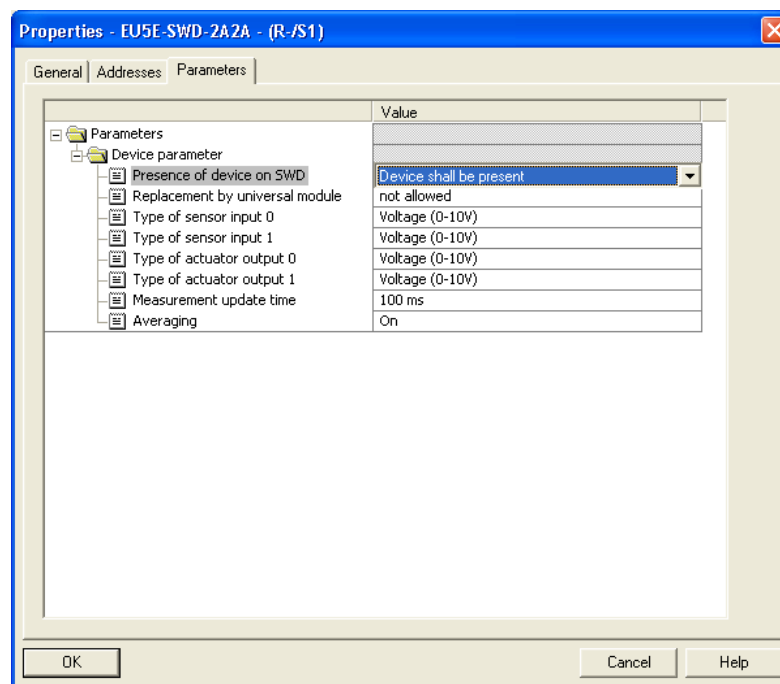 Properties - EU5E-SWD-2A2A - (R-/S1)
General Addresses Parameters
Value
Parameters
Device parameter
Presence of device on SWD Device shall be present
Replacement by universal module not allowed
Type of sensor input 0 Voltage (0-10V)
Type of sensor input 1 Voltage (0-10V)
Type of actuator output 0 Voltage (0-10V)
Type of actuator output 1 Voltage (0-10V)
Measurement update time 100 ms
Averaging On
OK Cancel Help